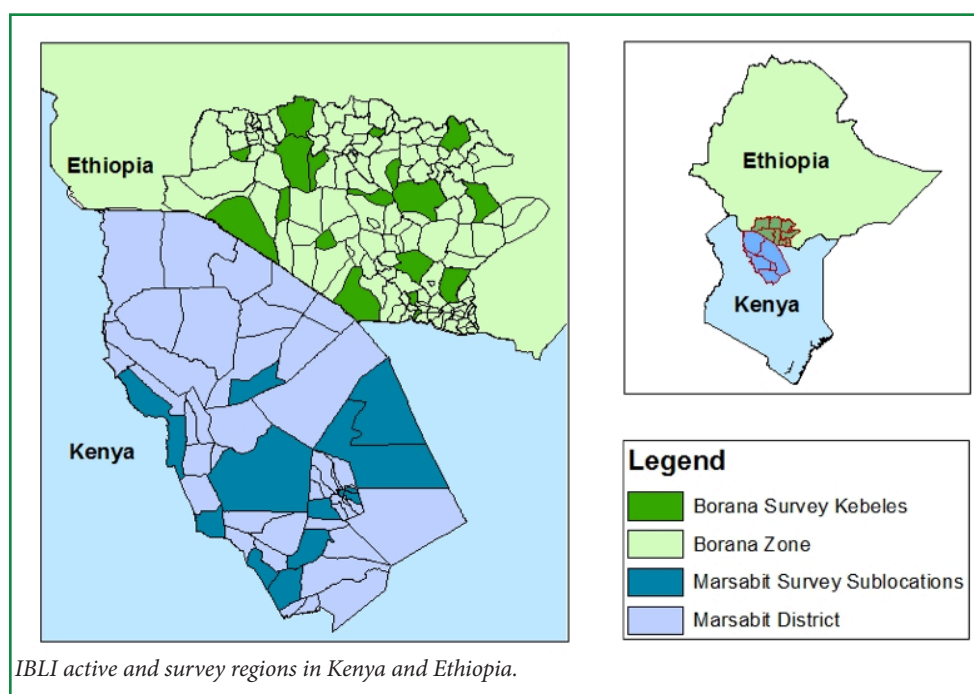 Ethiopia
Kenya
Ethiopia
Kenya
Legend
Borana Survey Kebeles
Borana Zone
Marsabit Survey Sublocations
Marsabit District
IBLI active and survey regions in Kenya and Ethiopia.